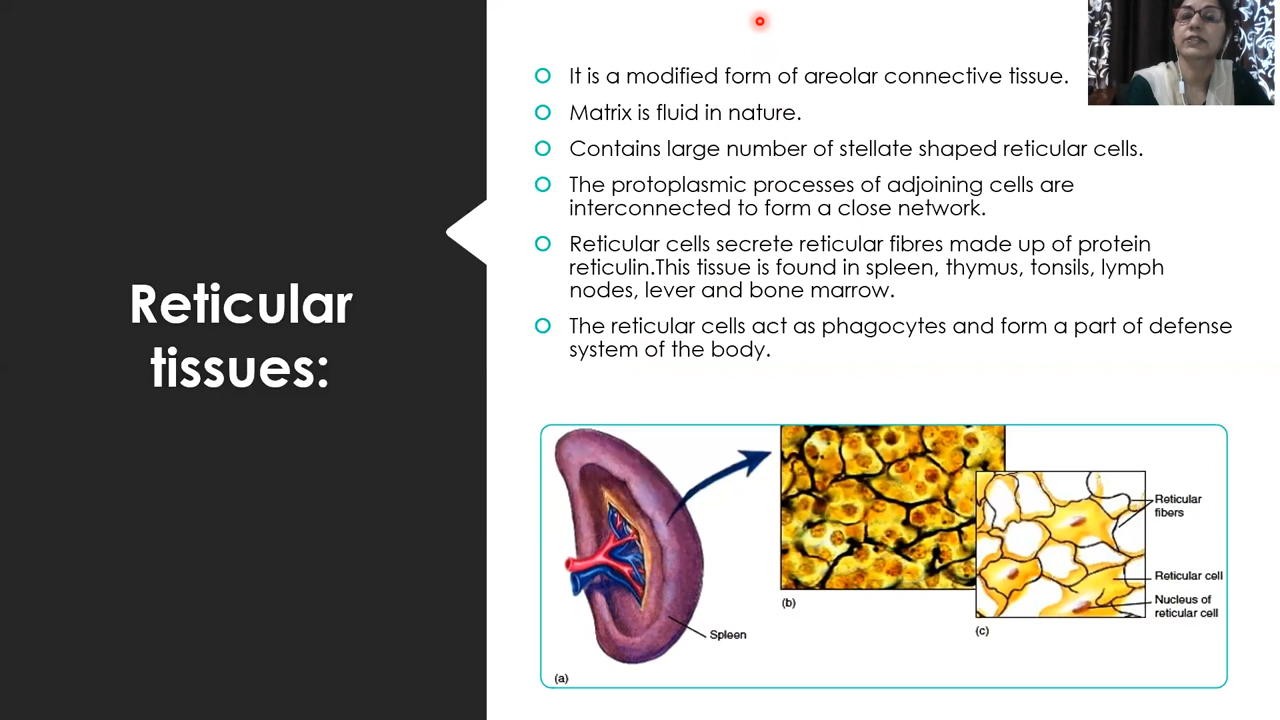 Reticular
tissues:
It is a modified form of areolar connective tissue.
Matrix is fluid in nature.
Contains large number of stellate shaped reticular cells.
The protoplasmic processes of adjoining cells are
interconnected to form a close network.
Reticular cells secrete reticular fibres made up of protein
reticulin.This tissue is found in spleen, thymus, tonsils, lymph
nodes, lever and bone marrow.
The reticular cells act as phagocytes and form a part of defense
system of the body.
Spleen
(a)
(b)
Reticular
fibers
Reticular cell
Nucleus of
reticular cell
(c)